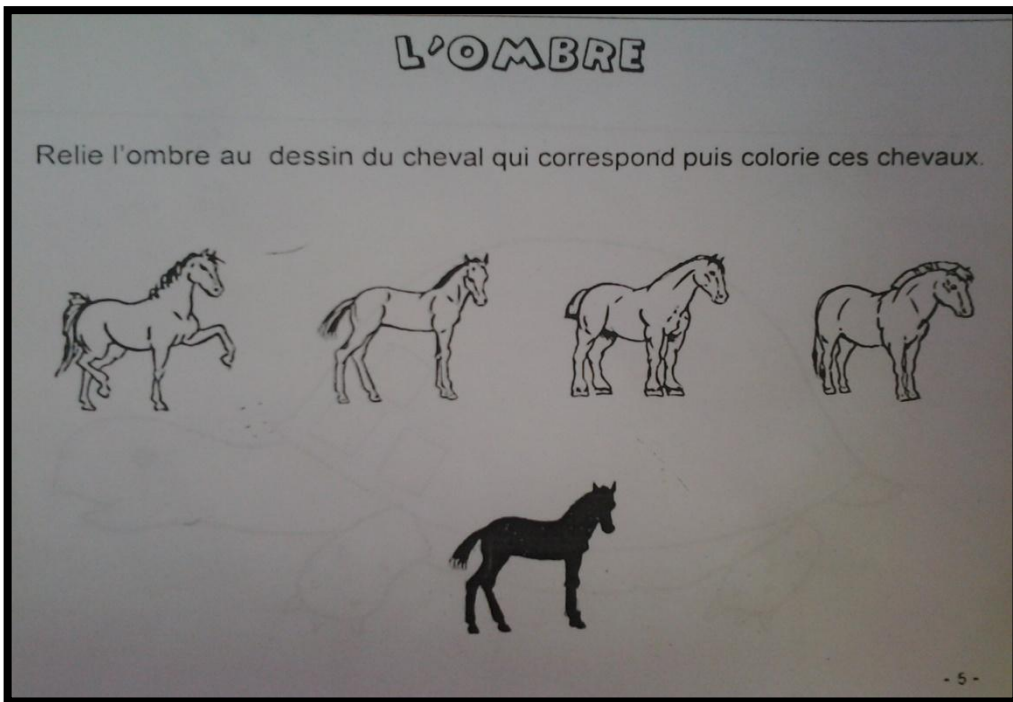 L'OMBRE
Relie l'ombre au dessin du cheval qui correspond puis colorie ces chevaux.
- 5 -